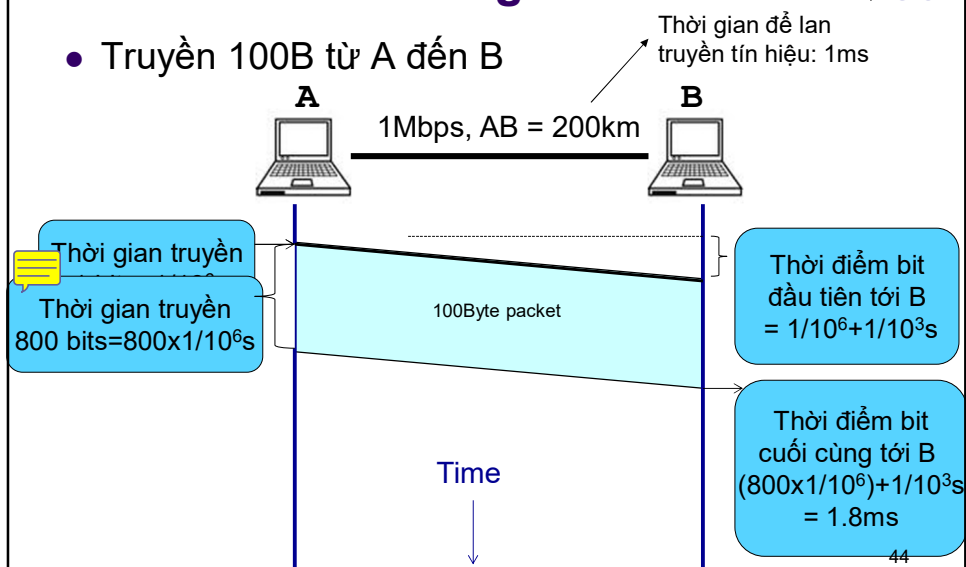 Thời gian để lan
truyền tín hiệu: 1ms
● Truyền 100B từ A đến B
A
B
1Mbps, AB = 200km
Thời gian truyền
Thời gian truyền
800 bits=800x1/10⁶s
100Byte packet
Thời điểm bit
đầu tiên tới B
= 1/10⁶+1/10³s
Thời điểm bit
cuối cùng tới B
(800x1/10⁶)+1/10³s
= 1.8ms
Time
44